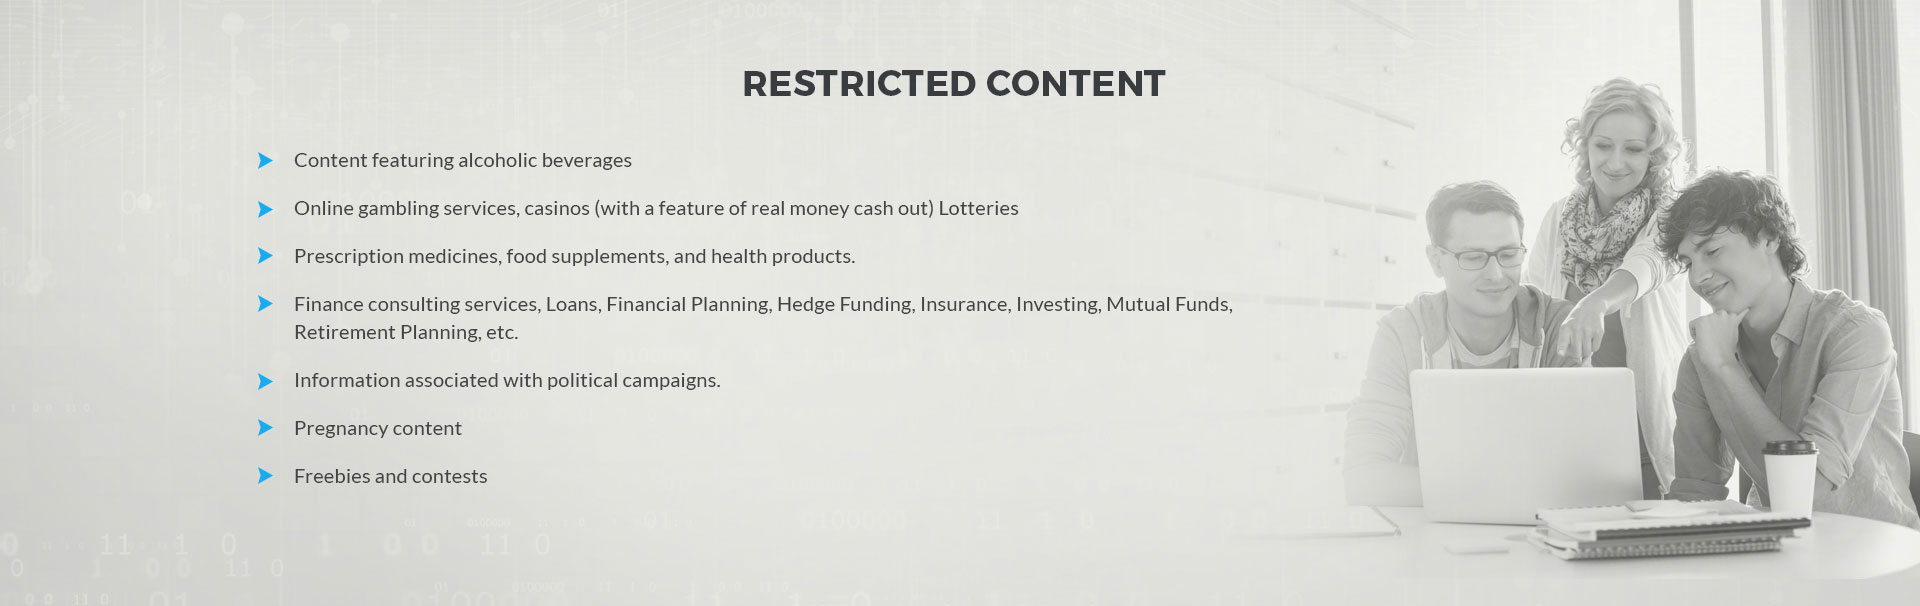 RESTRICTED CONTENT
Content featuring alcoholic beverages
Online gambling services, casinos (with a feature of real money cash out) Lotteries
Prescription medicines, food supplements, and health products.
Finance consulting services, Loans, Financial Planning, Hedge Funding, Insurance, Investing, Mutual Funds,
Retirement Planning, etc.
Information associated with political campaigns.
Pregnancy content
Freebies and contests